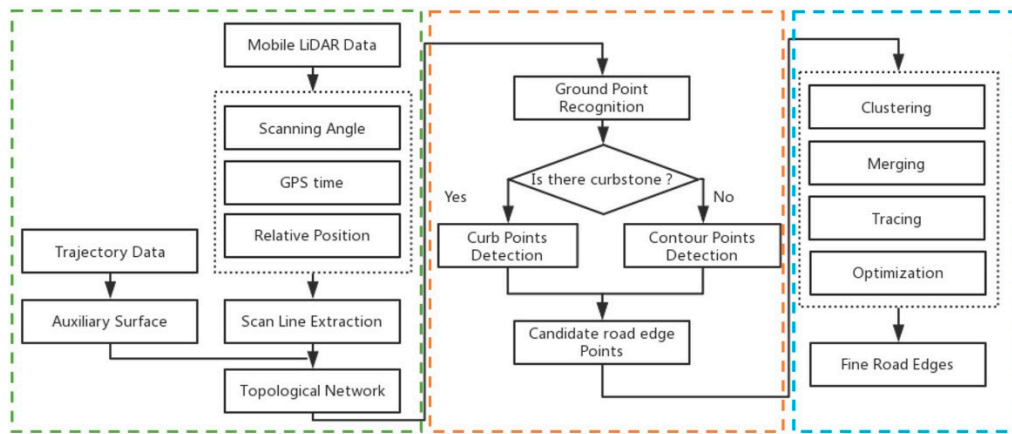 Mobile LiDAR Data
Scanning Angle
GPS time
Relative Position
Trajectory Data
Auxiliary Surface
Scan Line Extraction
Topological Network
Ground Point
Recognition
Is there curbstone ?
Yes
No
Curb Points
Detection
Contour Points
Detection
Candidate road edge
Points
Clustering
Merging
Tracing
Optimization
Fine Road Edges